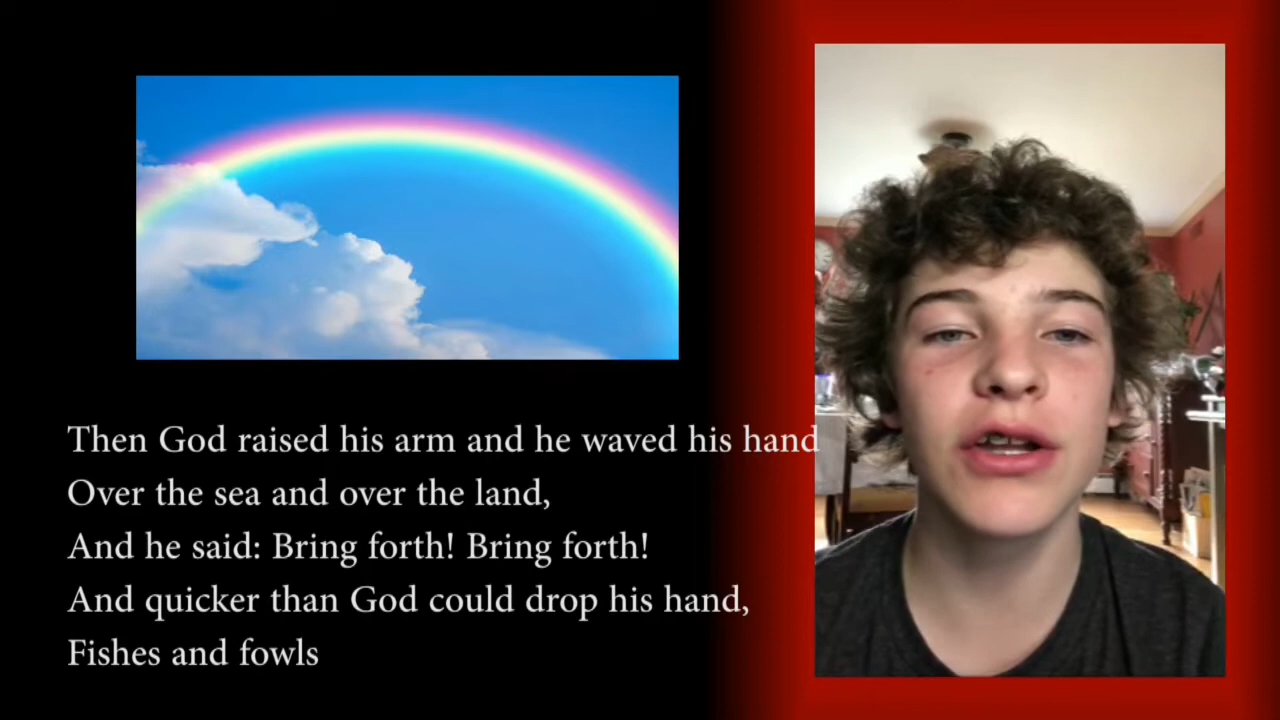 Then God raised his arm and he waved his hand
Over the sea and over the land,
And he said: Bring forth! Bring forth!
And quicker than God could drop his hand,
Fishes and fowls